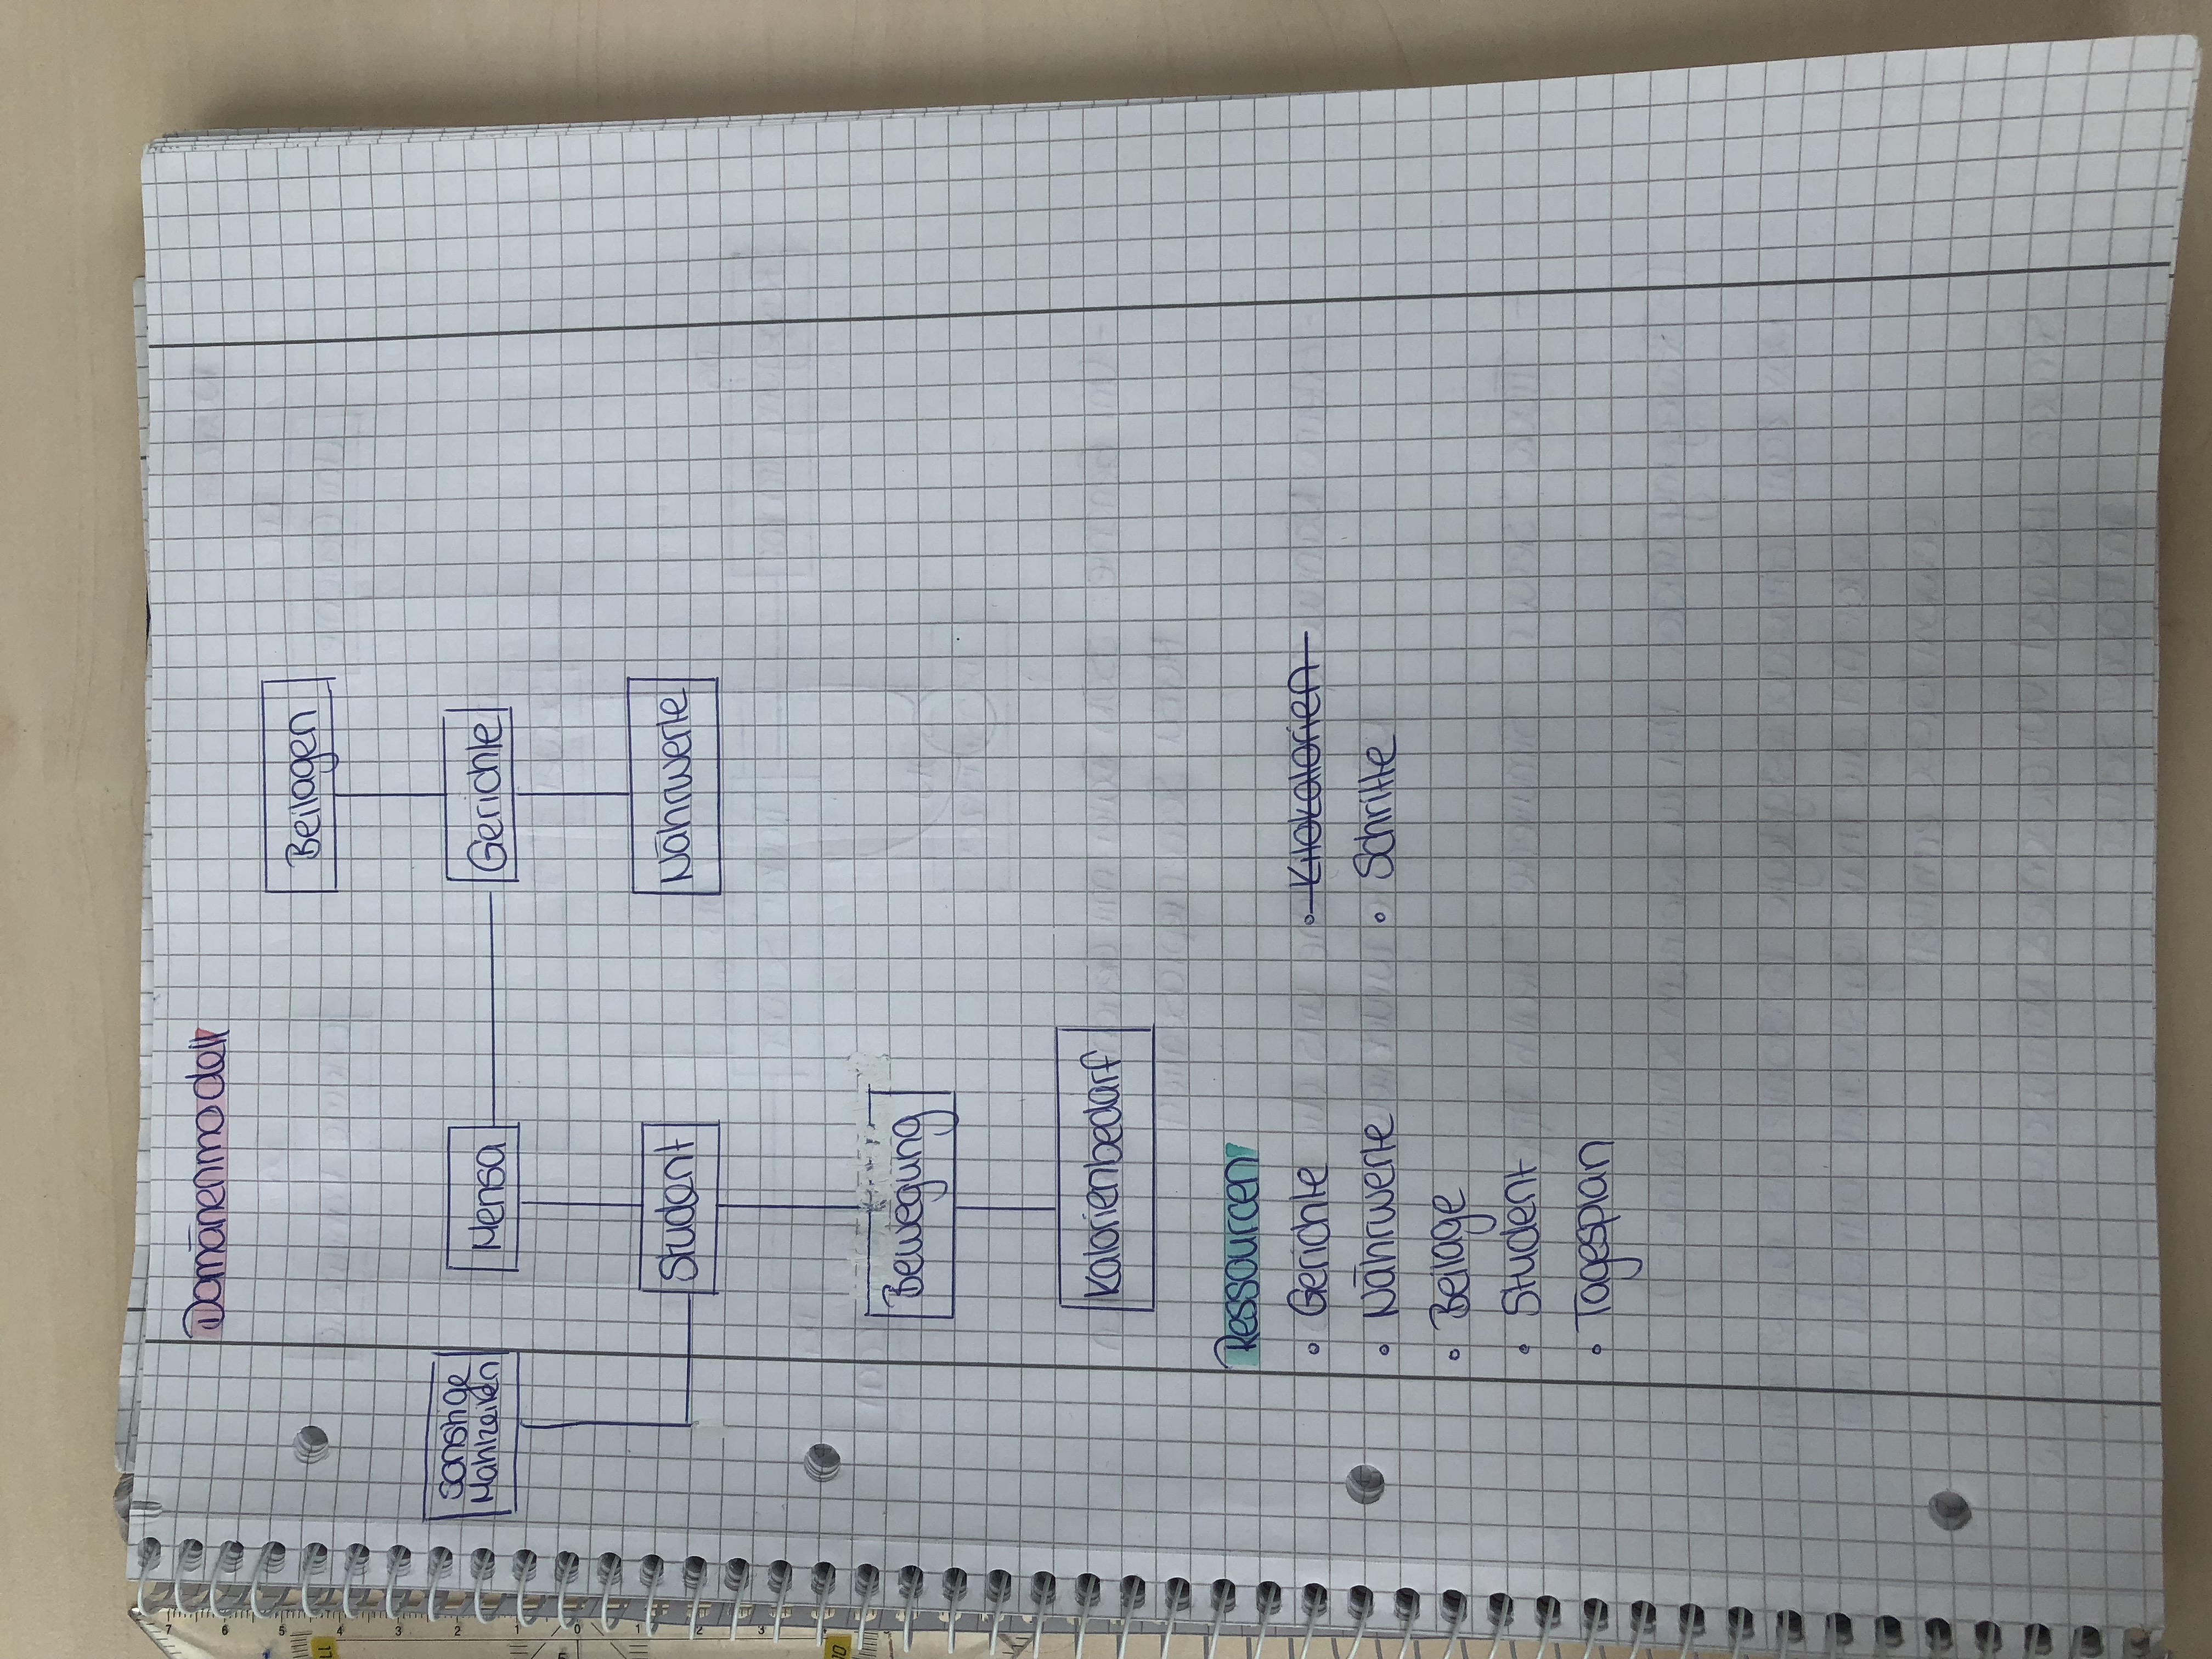 Domänenmodell
Beilagen
Sonstige
Mahlzeiten
Mensa
Gerichte
Student
Nährwerte
Bewegung
Kalorienbedarf
Ressourcen
• Gerichte
• Kilokalorien
• Nährwerte
• Schritte
• Beilage
• Student
• Tagesplan